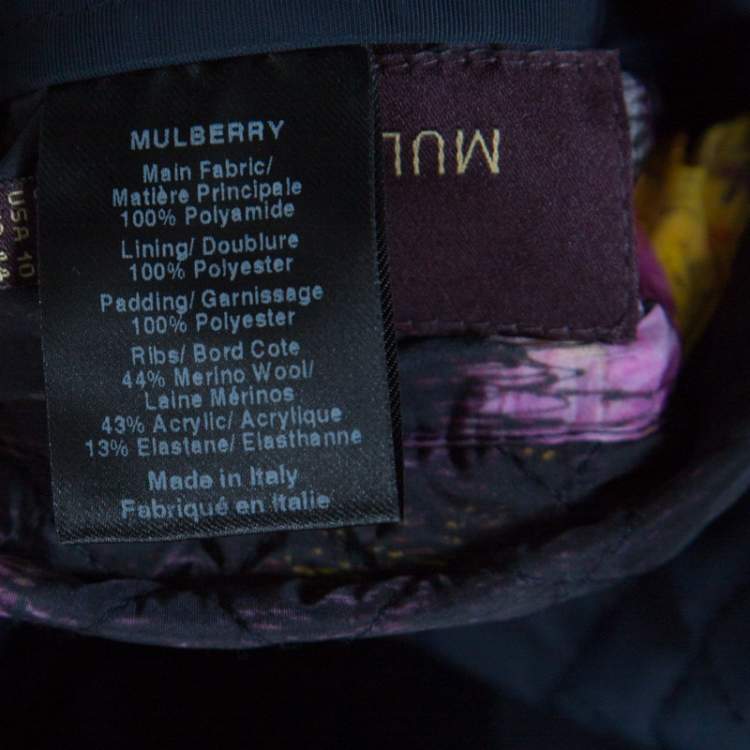 MULBERRY
Main Fabric/
Matière Principale
100% Polyamide
Lining/ Doublure
100% Polyester
Padding/ Garnissage
100% Polyester
Ribs/ Bord Cote
44% Merino Wool/
Laine Mérinos
43% Acrylic/ Acrylique
13% Elastane/ Elasthanne
Made in Italy
Fabriqué en Italie
MUL
USA 10